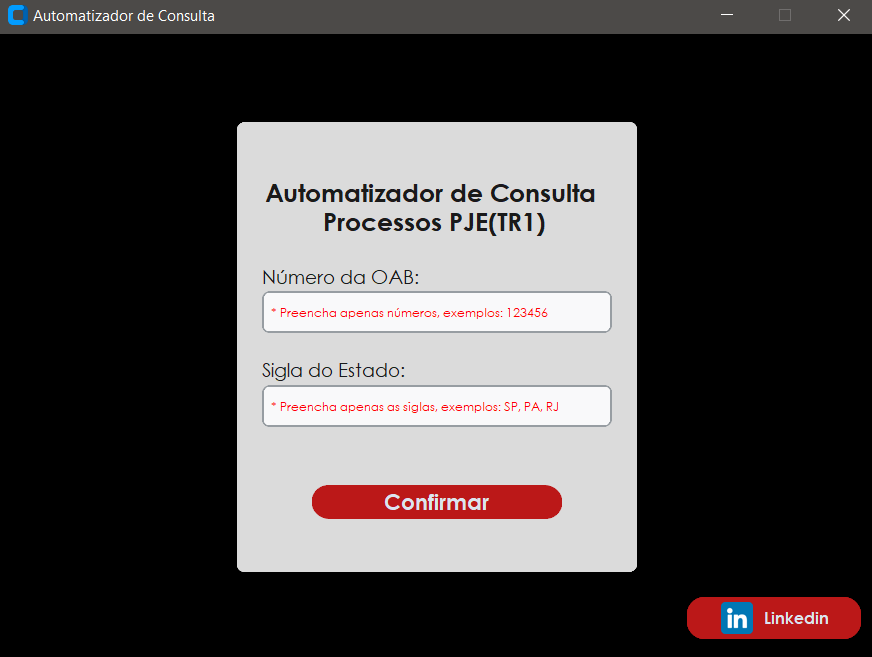 Automatizador de Consulta
Automatizador de Consulta
Processos PJE(TR1)
Número da OAB:
* Preencha apenas números, exemplos: 123456
Sigla do Estado:
* Preencha apenas as siglas, exemplos: SP, PA, RJ
Confirmar
in Linkedin